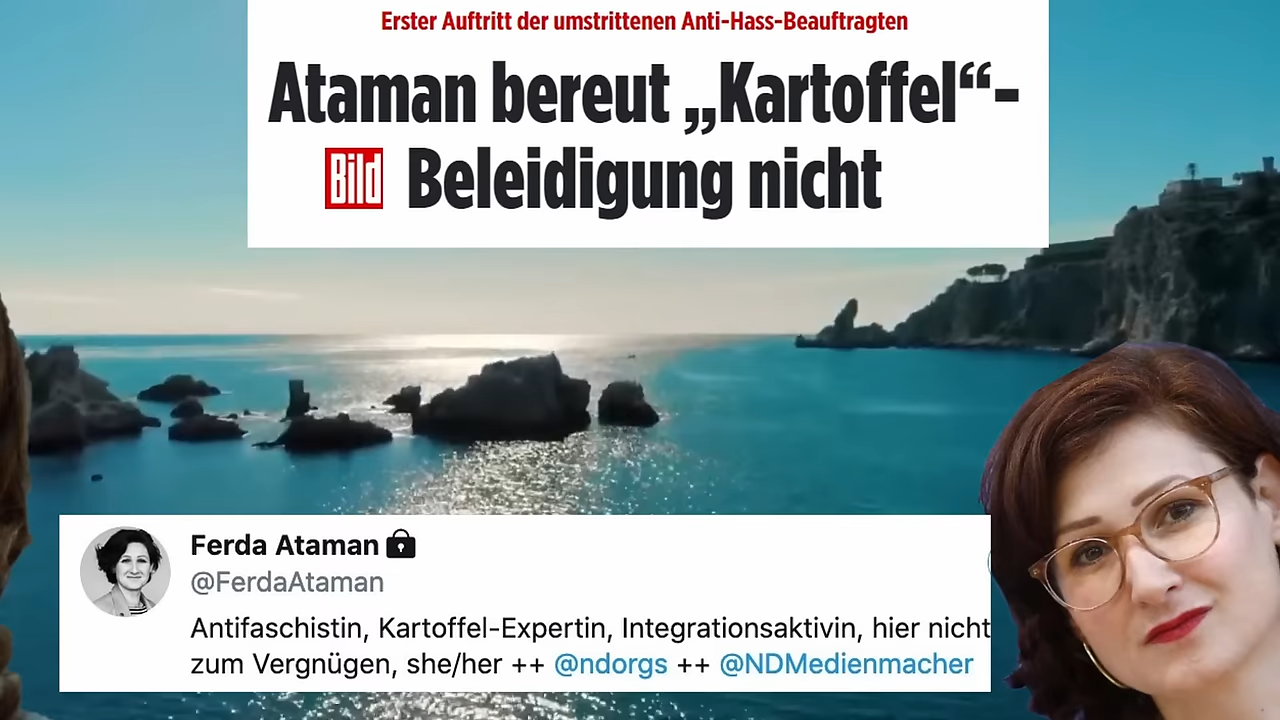 Erster Auftritt der umstrittenen Anti-Hass-Beauftragten
Ataman bereut „Kartoffel“-
Bild Beleidigung nicht
Ferda Ataman
@FerdaAtaman
Antifaschistin, Kartoffel-Expertin, Integrationsaktivin, hier nicht
zum Vergnügen, she/her ++ @ndorgs ++ @NDMedienmacher